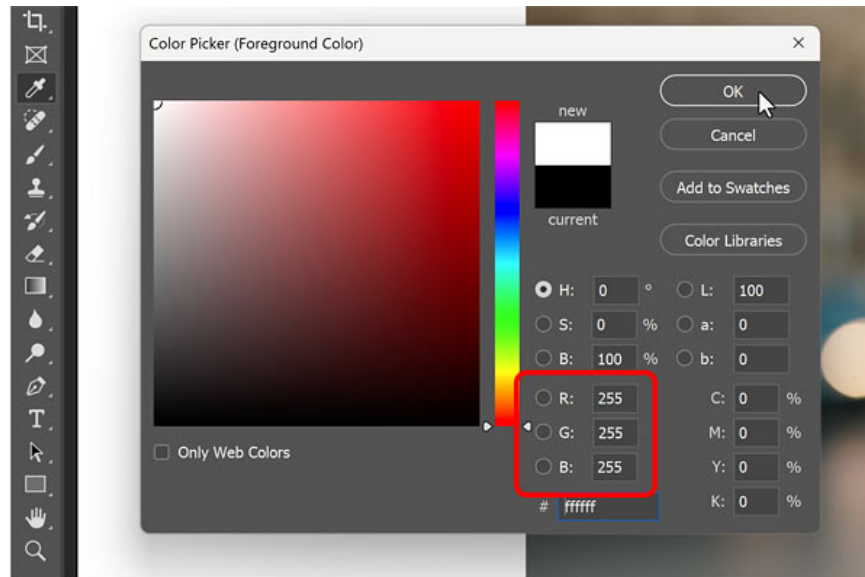 Color Picker (Foreground Color)
OK
new
Cancel
Add to Swatches
current
Color Libraries
H: 0 ° L: 100
S: 0 % a: 0
B: 100 % b: 0
R: 255 C: 0 %
G: 255 M: 0 %
Only Web Colors
B: 255 Y: 0 %
# ffffff K: 0 %